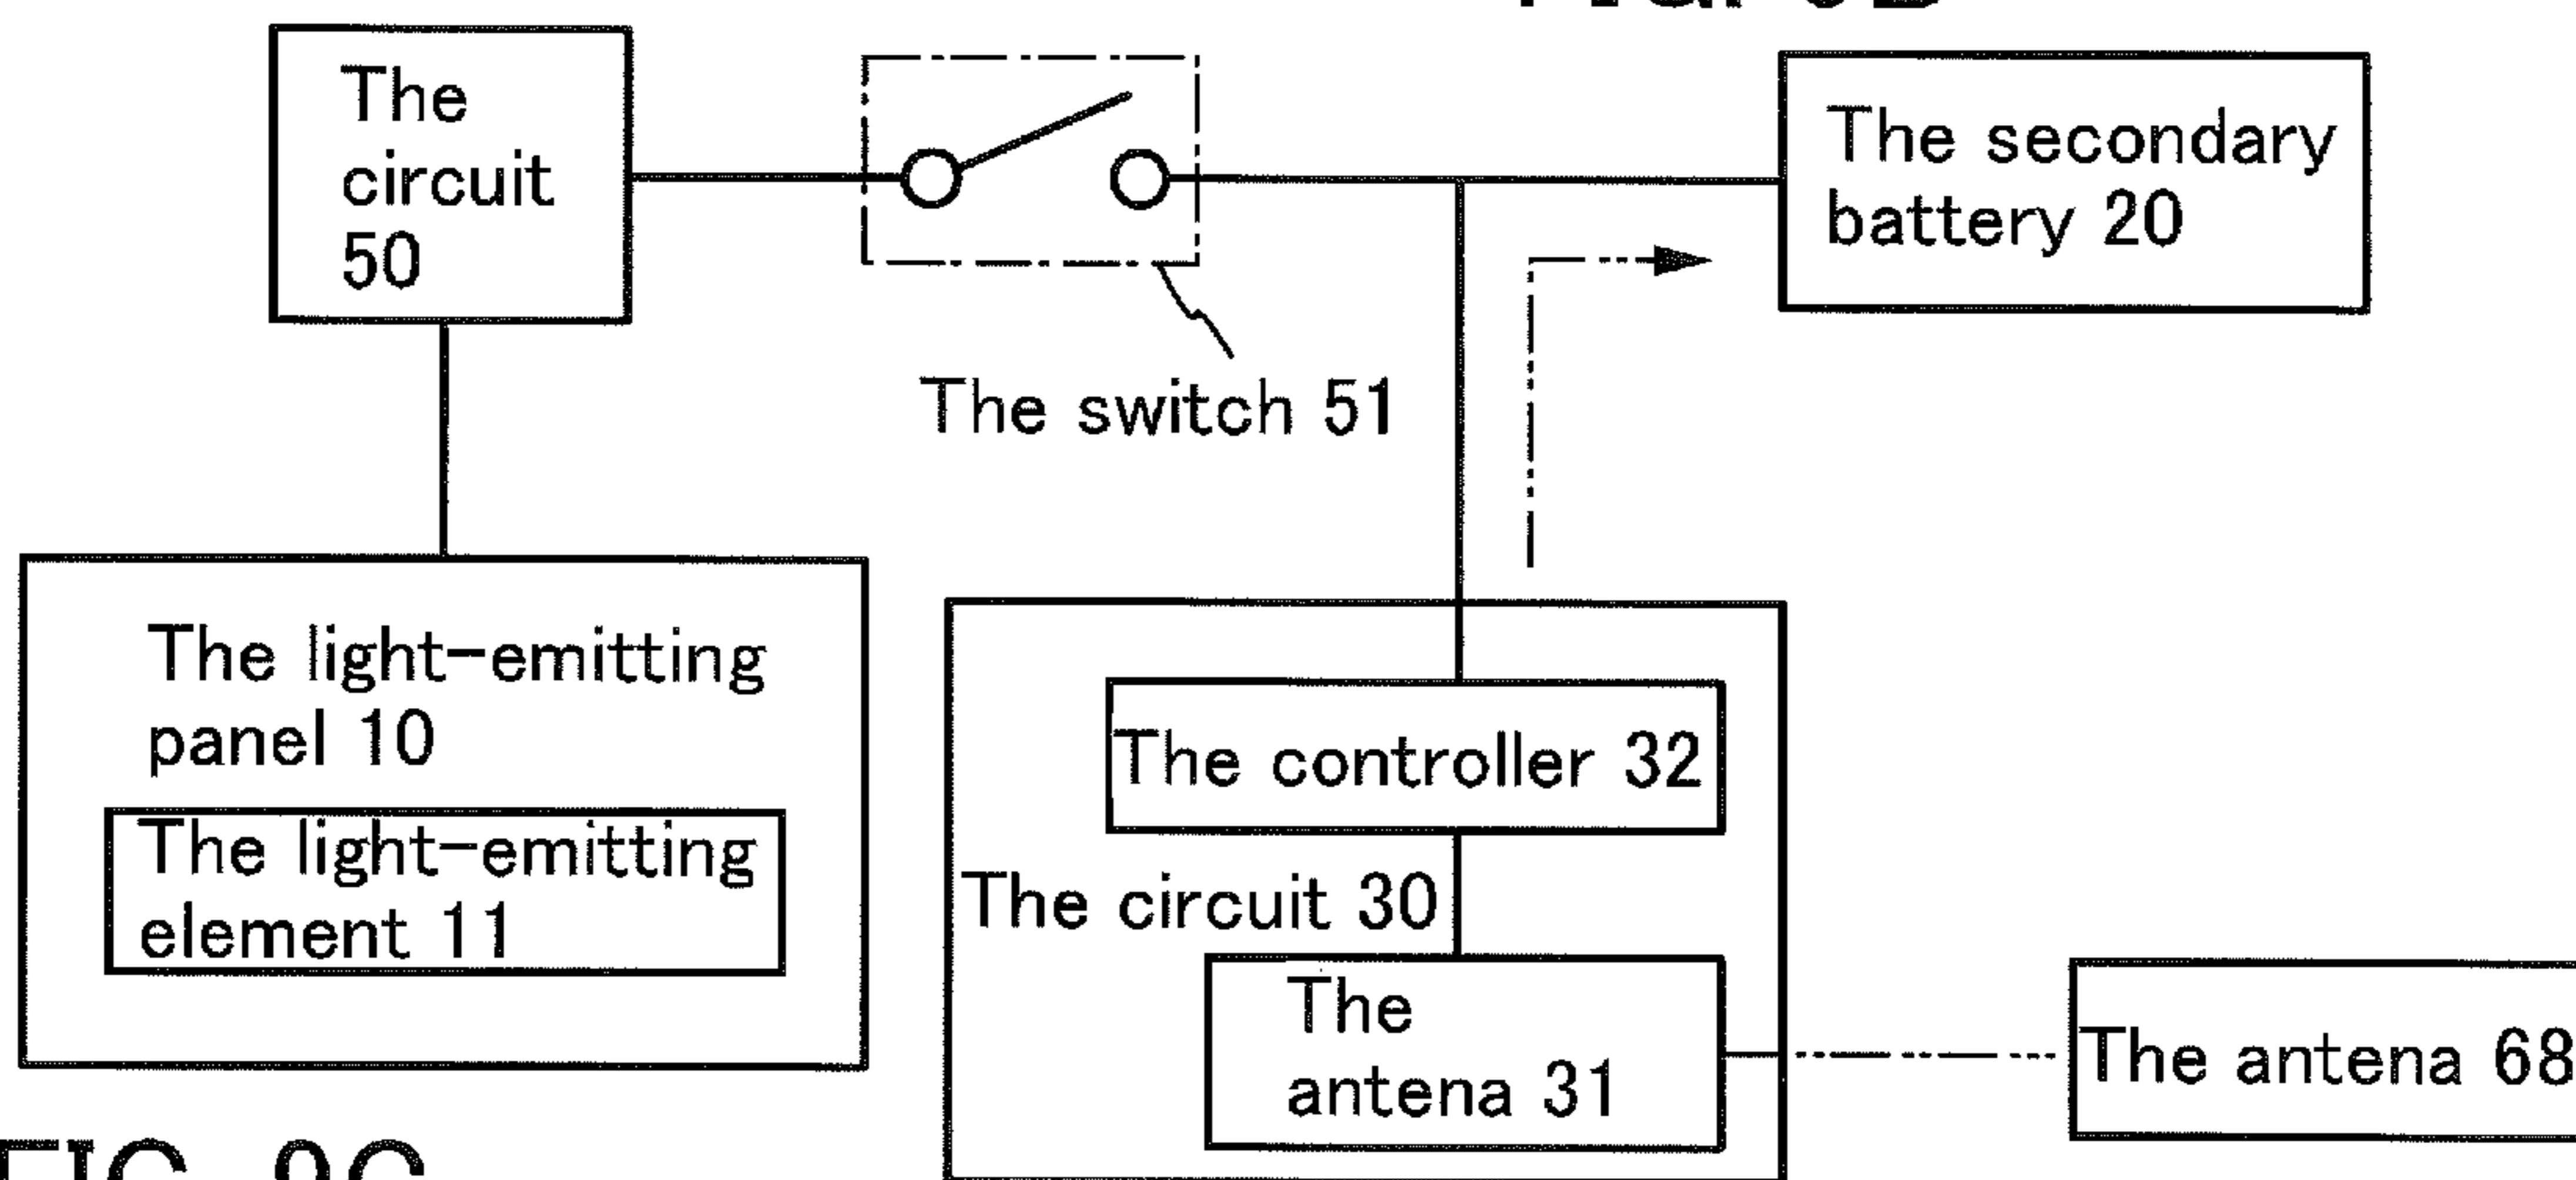 The
circuit
50
The secondary
battery 20
The switch 51
The light-emitting
panel 10
The light-emitting
element 11
The controller 32
The circuit 30
The
antena 31
The antena 68